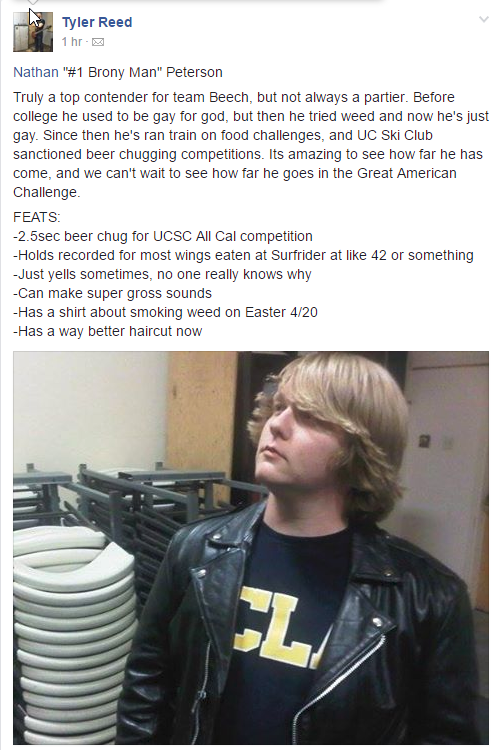 Tyler Reed
1 hr ·
Nathan "#1 Brony Man" Peterson
Truly a top contender for team Beech, but not always a partier. Before
college he used to be gay for god, but then he tried weed and now he's just
gay. Since then he's ran train on food challenges, and UC Ski Club
sanctioned beer chugging competitions. Its amazing to see how far he has
come, and we can't wait to see how far he goes in the Great American
Challenge.
FEATS:
-2.5sec beer chug for UCSC All Cal competition
-Holds recorded for most wings eaten at Surfrider at like 42 or something
-Just yells sometimes, no one really knows why
-Can make super gross sounds
-Has a shirt about smoking weed on Easter 4/20
-Has a way better haircut now
CL